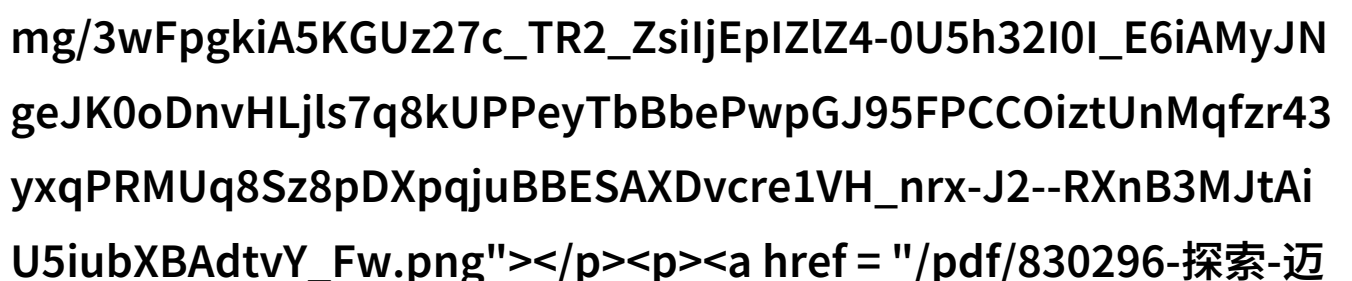 mg/3wFpgkiA5KGUz27c_TR2_ZsiIjEpIZlZ4-0U5h32I0I_E6iAMyJN
geJK0oDnvHLjls7q8kUPPeyTbBbePwpGJ95FPCCOiztUnMqfzr43
yxqPRMUq8Sz8pDXpqjuBBESAXDvcre1VH_nrx-J2--RXnB3MJtAi
U5iubXBAdtvY_Fw.png"></p><p><a href = "/pdf/830296-探索-迈